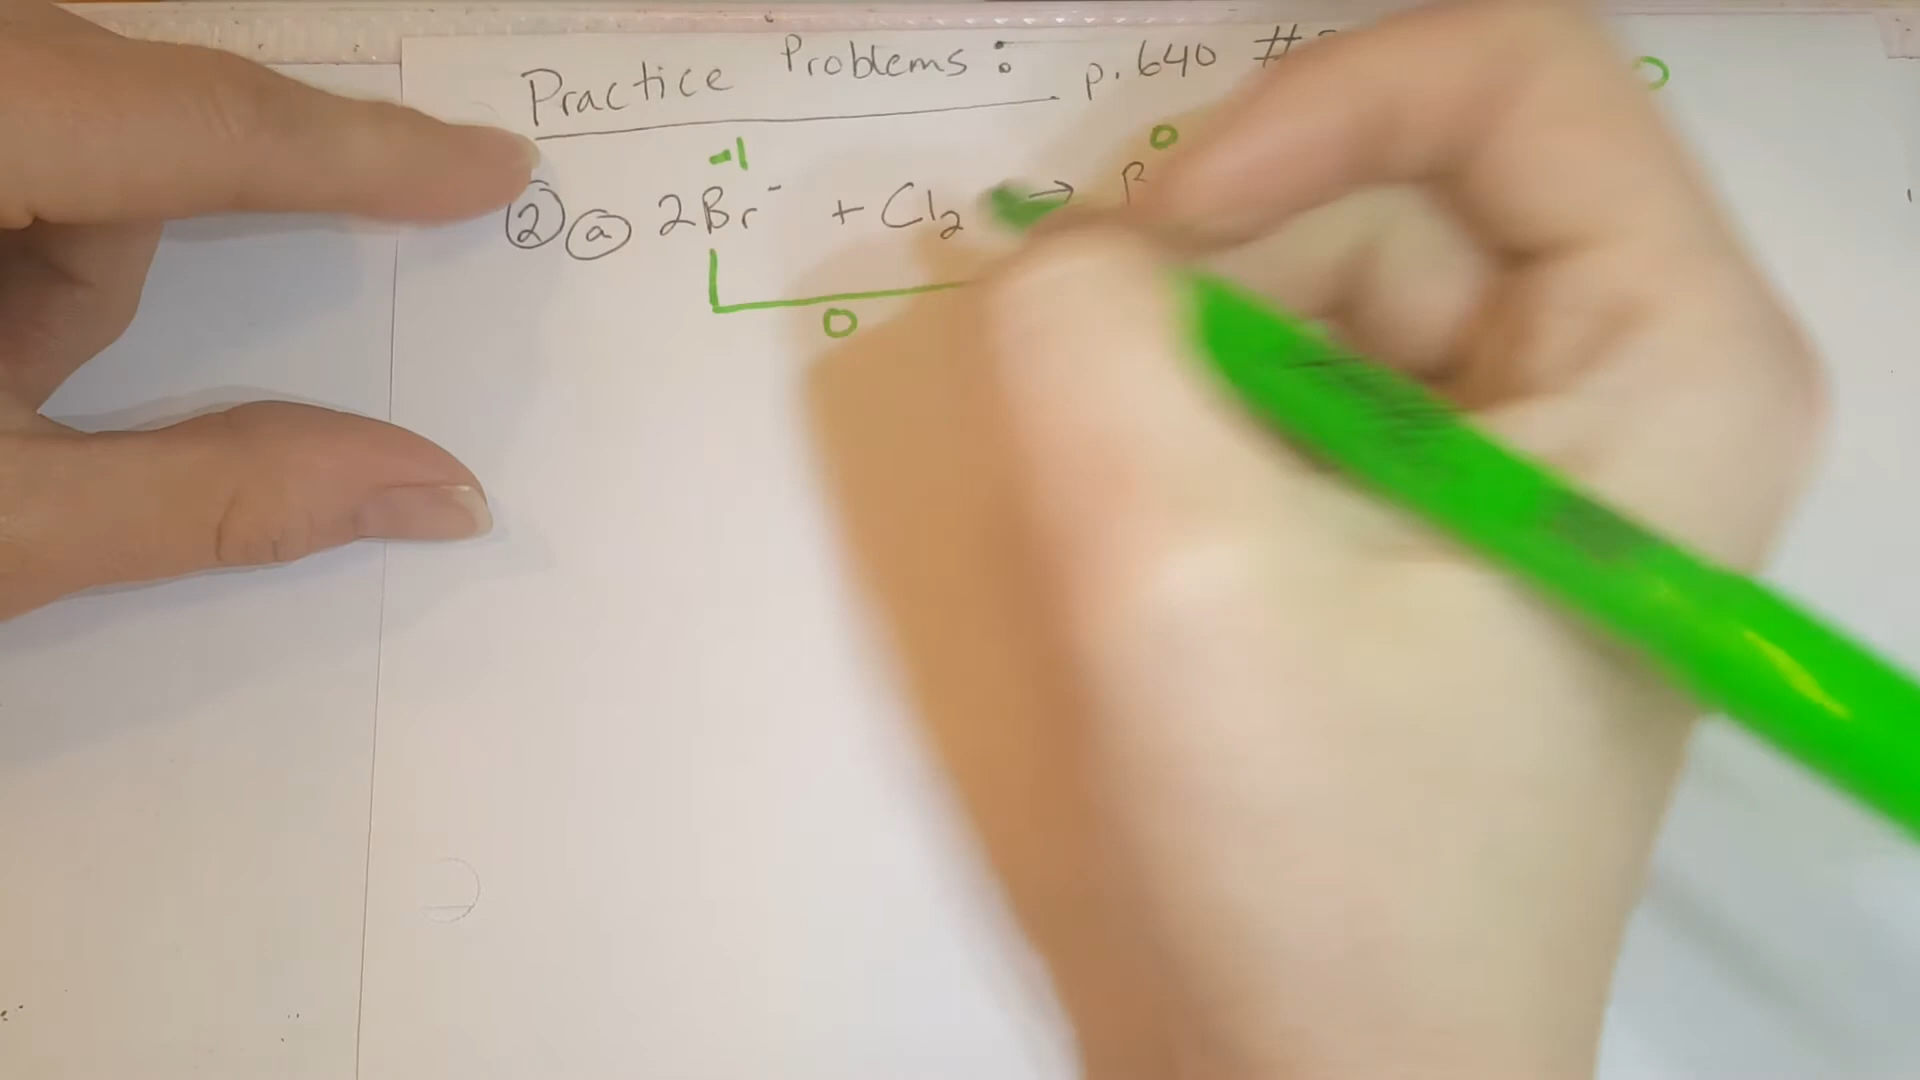 Practice Problems: p. 640 #
-1 0
② ⓐ 2Br⁻ + Cl₂ → B
0